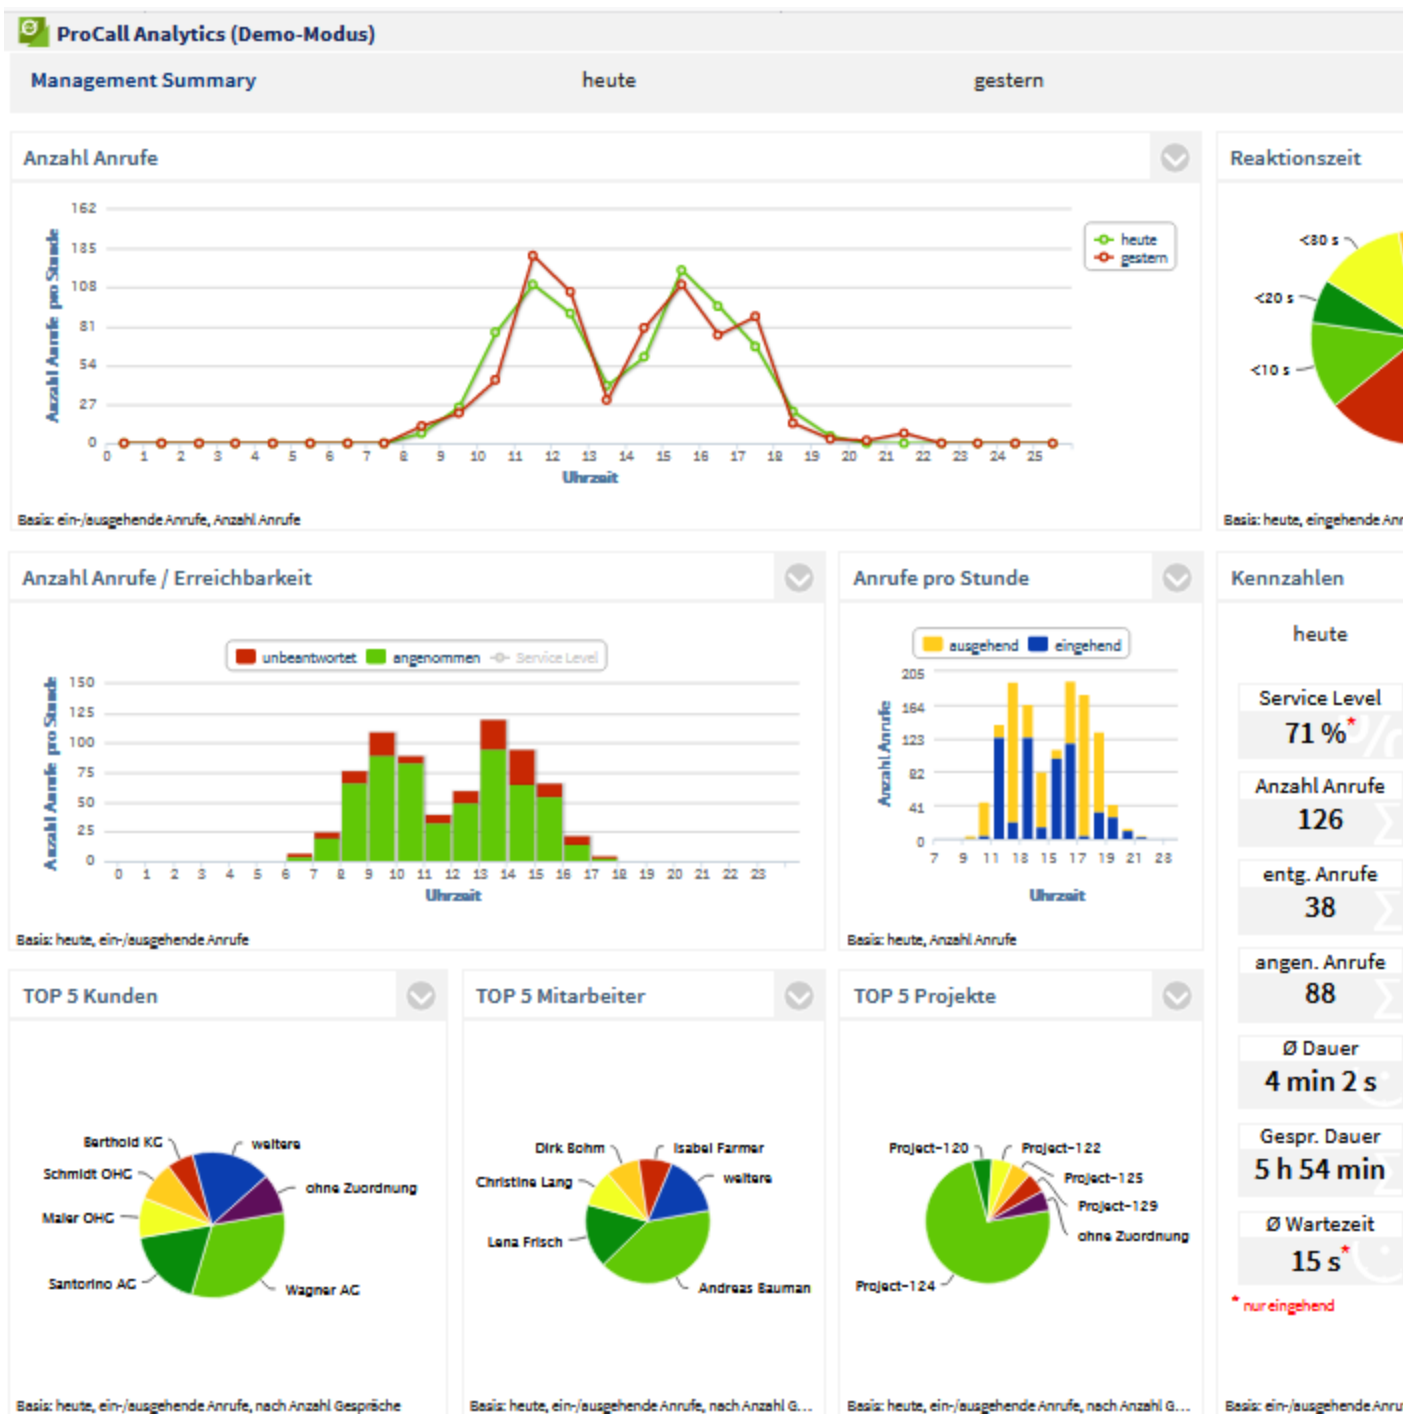 ProCall Analytics (Demo-Modus)
Management Summary heute gestern
Anzahl Anrufe
162
185
108
81
54
27
0
Anzahl Anrufe pro Stunde
heute
gestern
0 1 2 3 4 5 6 7 8 9 10 11 12 13 14 15 16 17 18 19 20 21 22 23 24 25
Uhrzeit
Basis: ein-/ausgehende Anrufe, Anzahl Anrufe
Reaktionszeit
<30 s
<20 s
<10 s
Basis: heute, eingehende Anr
Anzahl Anrufe / Erreichbarkeit
unbeantwortet angenommen Service Level
150
125
100
75
50
25
0
Anzahl Anrufe pro Stunde
0 1 2 3 4 5 6 7 8 9 10 11 12 13 14 15 16 17 18 19 20 21 22 23
Uhrzeit
Basis: heute, ein-/ausgehende Anrufe
Anrufe pro Stunde
ausgehend eingehend
205
164
123
82
41
0
Anzahl Anrufe
7 9 11 13 15 17 19 21 23
Uhrzeit
Basis: heute, Anzahl Anrufe
Kennzahlen
heute
Service Level
71 %*
Anzahl Anrufe
126
entg. Anrufe
38
angen. Anrufe
88
Ø Dauer
4 min 2 s
Gespr. Dauer
5 h 54 min
Ø Wartezeit
15 s*
* nur eingehend
Basis: ein-/ausgehende Anru
TOP 5 Kunden
Berthold KG
weitere
Schmidt OHG
ohne Zuordnung
Maier OHG
Santorino AG
Wagner AG
Basis: heute, ein-/ausgehende Anrufe, nach Anzahl Gespräche
TOP 5 Mitarbeiter
Dirk Bohm
Isabel Farmer
Christine Lang
weitere
Lena Frisch
Andreas Bauman
Basis: heute, ein-/ausgehende Anrufe, nach Anzahl G...
TOP 5 Projekte
Project-120
Project-122
Project-125
Project-129
ohne Zuordnung
Project-124
Basis: heute, ein-/ausgehende Anrufe, nach Anzahl G...